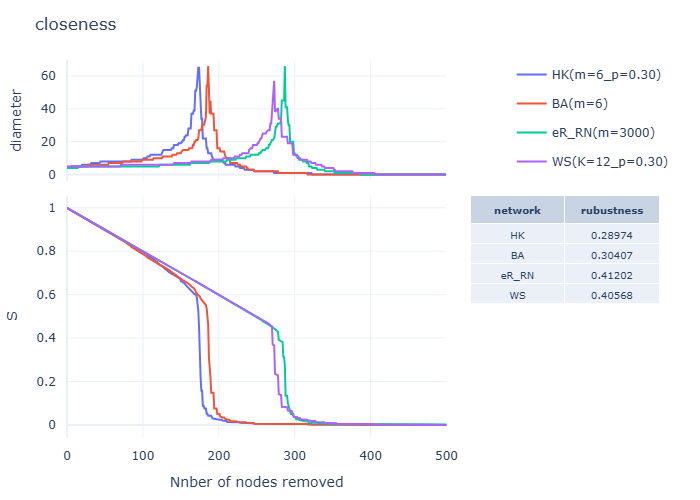 closeness
diameter
60
40
20
0
HK(m=6_p=0.30)
BA(m=6)
eR_RN(m=3000)
WS(K=12_p=0.30)
network rubustness
HK 0.28974
BA 0.30407
eR_RN 0.41202
WS 0.40568
S
1
0.8
0.6
0.4
0.2
0
0 100 200 300 400 500
Nnber of nodes removed